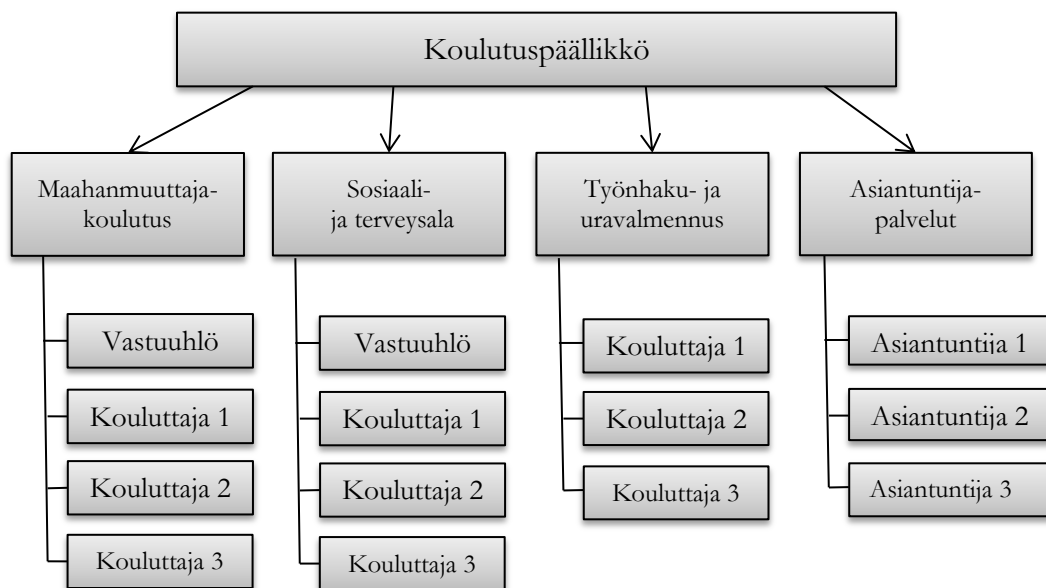 Koulutuspäällikkö
Maahanmuuttaja-
koulutus
Vastuuhlö
Kouluttaja 1
Kouluttaja 2
Kouluttaja 3
Sosiaali-
ja terveysala
Vastuuhlö
Kouluttaja 1
Kouluttaja 2
Kouluttaja 3
Työnhaku- ja
uravalmennus
Kouluttaja 1
Kouluttaja 2
Kouluttaja 3
Asiantuntija-
palvelut
Asiantuntija 1
Asiantuntija 2
Asiantuntija 3